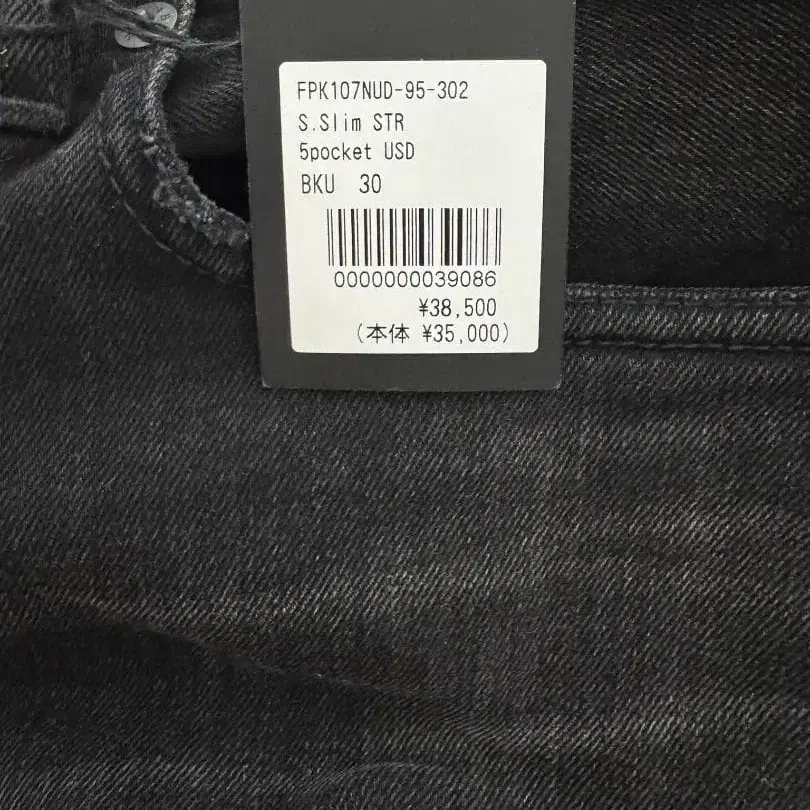 FPK107NUD-95-302
S.Slim STR
5pocket USD
BKU 30
0000000039086
¥38,500
(本体 ¥35,000)